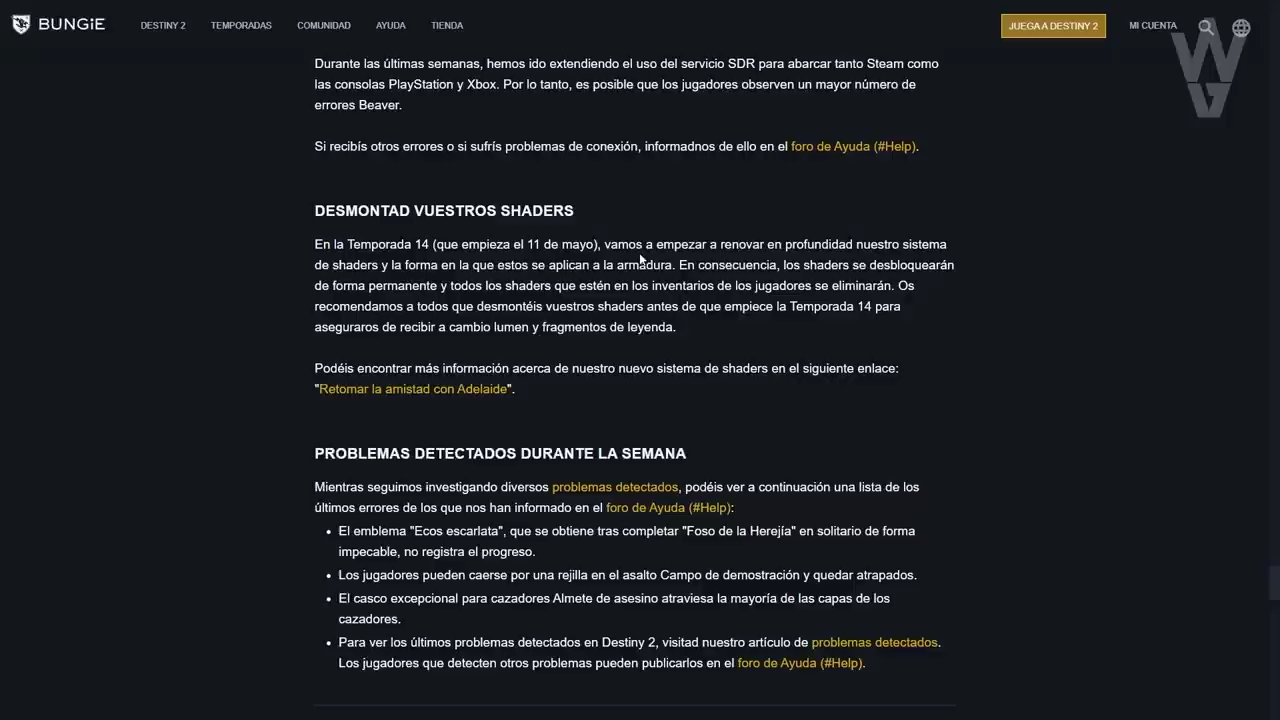 BUNGiE
DESTINY 2
TEMPORADAS
COMUNIDAD
AYUDA
TIENDA
JUEGA A DESTINY 2
MI CUENTA
Durante las últimas semanas, hemos ido extendiendo el uso del servicio SDR para abarcar tanto Steam como
las consolas PlayStation y Xbox. Por lo tanto, es posible que los jugadores observen un mayor número de
errores Beaver.
Si recibís otros errores o si sufrís problemas de conexión, informadnos de ello en el foro de Ayuda (#Help).
DESMONTAD VUESTROS SHADERS
En la Temporada 14 (que empieza el 11 de mayo), vamos a empezar a renovar en profundidad nuestro sistema
de shaders y la forma en la que estos se aplican a la armadura. En consecuencia, los shaders se desbloquearán
de forma permanente y todos los shaders que estén en los inventarios de los jugadores se eliminarán. Os
recomendamos a todos que desmontéis vuestros shaders antes de que empiece la Temporada 14 para
aseguraros de recibir a cambio lumen y fragmentos de leyenda.
Podéis encontrar más información acerca de nuestro nuevo sistema de shaders en el siguiente enlace:
"Retomar la amistad con Adelaide".
PROBLEMAS DETECTADOS DURANTE LA SEMANA
Mientras seguimos investigando diversos problemas detectados, podéis ver a continuación una lista de los
últimos errores de los que nos han informado en el foro de Ayuda (#Help):
• El emblema "Ecos escarlata", que se obtiene tras completar "Foso de la Herejía" en solitario de forma
impecable, no registra el progreso.
• Los jugadores pueden caerse por una rejilla en el asalto Campo de demostración y quedar atrapados.
• El casco excepcional para cazadores Almete de asesino atraviesa la mayoría de las capas de los
cazadores.
• Para ver los últimos problemas detectados en Destiny 2, visitad nuestro artículo de problemas detectados.
Los jugadores que detecten otros problemas pueden publicarlos en el foro de Ayuda (#Help).